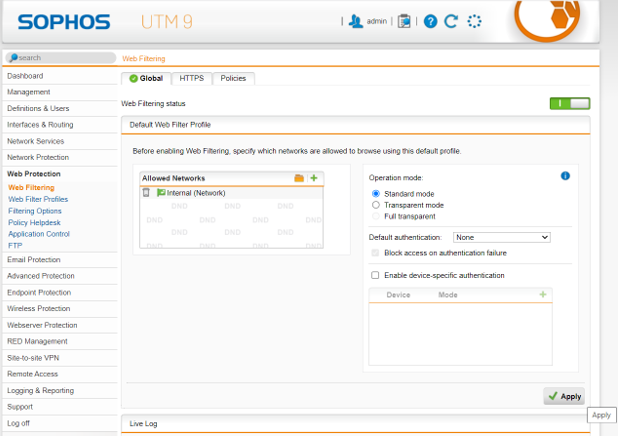 SOPHOS UTM 9
admin
search
Web Filtering
Dashboard
Global HTTPS Policies
Management
Definitions & Users
Web Filtering status
Interfaces & Routing
Default Web Filter Profile
Network Services
Before enabling Web Filtering, specify which networks are allowed to browse using this default profile.
Network Protection
Web Protection
Allowed Networks
Operation mode:
Web Filtering
Internal (Network)
Standard mode
Web Filter Profiles
DND DND DND
Transparent mode
Filtering Options
DND DND DND DND
Full transparent
Policy Helpdesk
DND DND DND
Default authentication: None
Application Control
DND DND DND DND
FTP
Block access on authentication failure
Email Protection
Advanced Protection
Enable device-specific authentication
Endpoint Protection
Device Mode
Wireless Protection
Webserver Protection
RED Management
Site-to-site VPN
Remote Access
Logging & Reporting
Apply
Support
Apply
Log off
Live Log